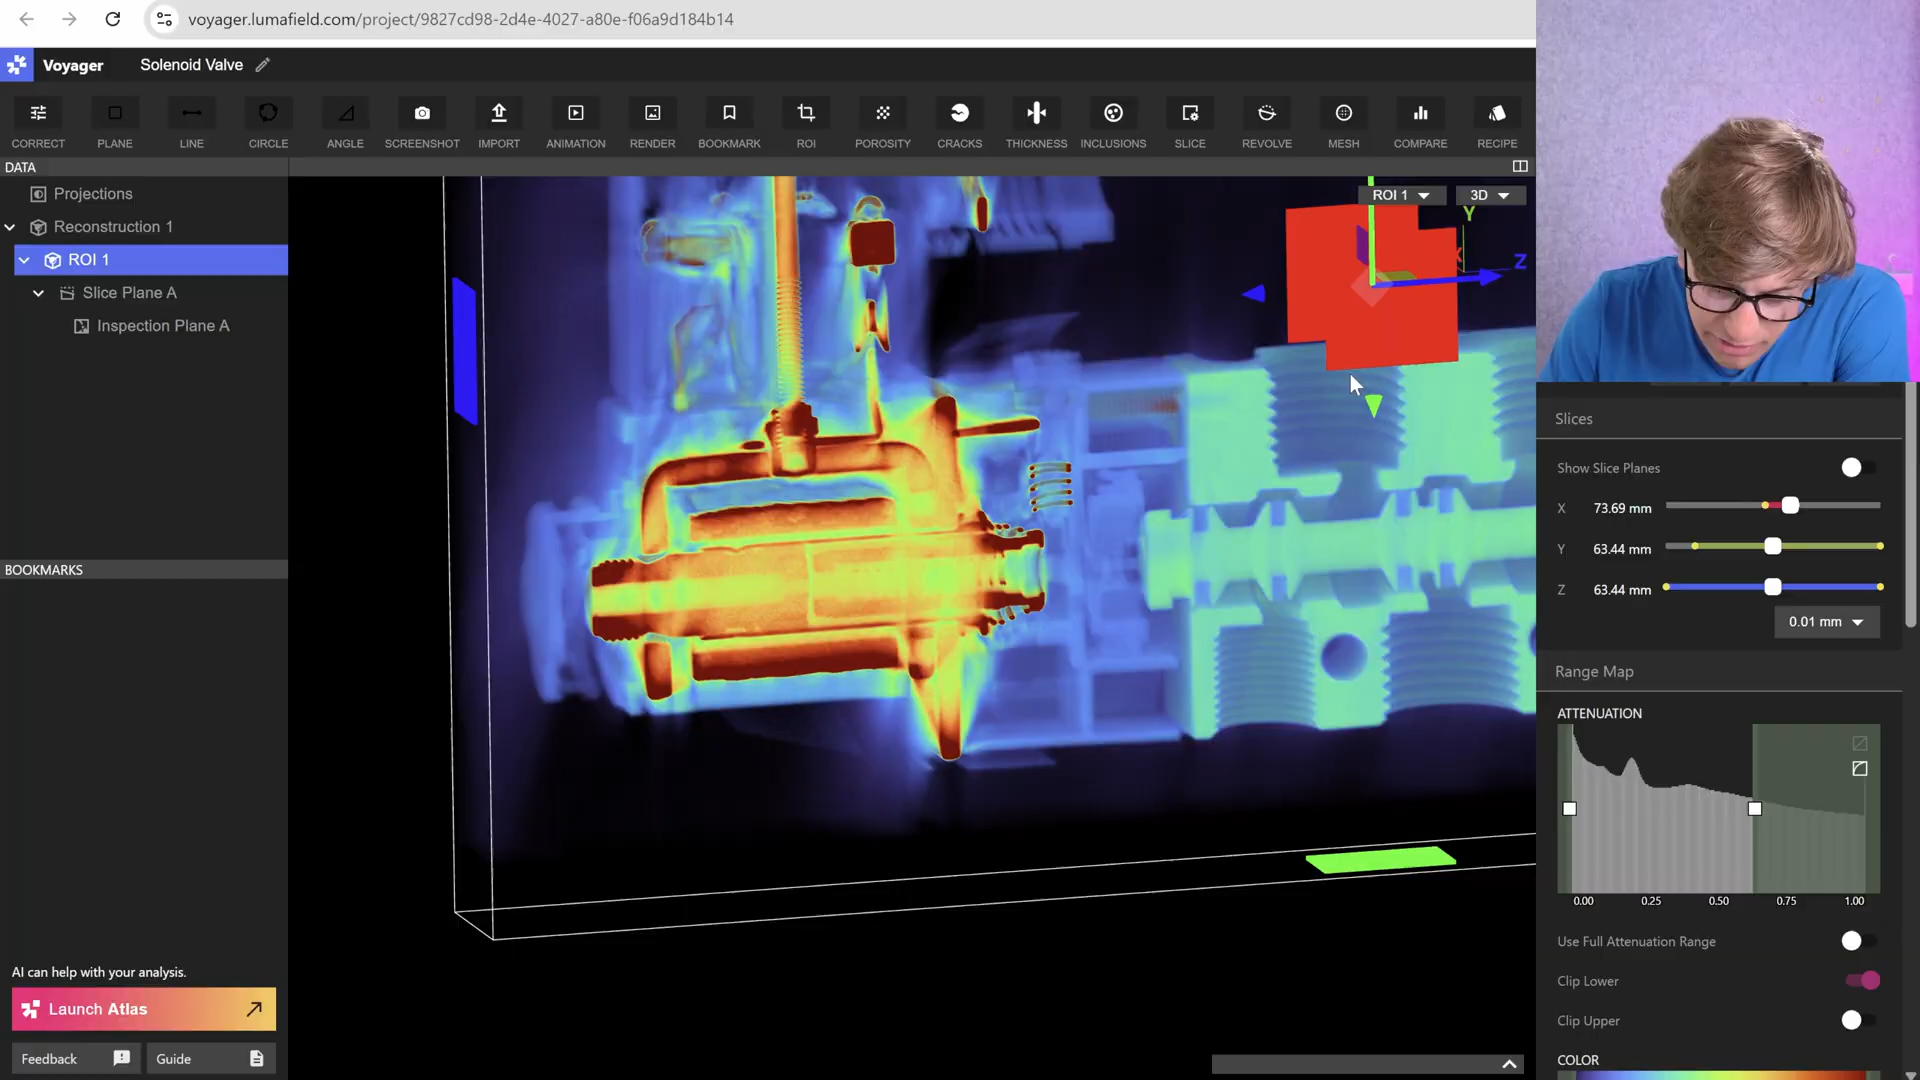 voyager.lumafield.com/project/9827cd98-2d4e-4027-a80e-f06a9d184b14
Voyager
Solenoid Valve
CORRECT
PLANE
LINE
CIRCLE
ANGLE
SCREENSHOT
IMPORT
ANIMATION
RENDER
BOOKMARK
ROI
POROSITY
CRACKS
THICKNESS
INCLUSIONS
SLICE
REVOLVE
MESH
COMPARE
RECIPE
DATA
Projections
Reconstruction 1
ROI 1
Slice Plane A
Inspection Plane A
BOOKMARKS
AI can help with your analysis.
Launch Atlas
Feedback
Guide
ROI 1
3D
Y
X
Z
Slices
Show Slice Planes
X 73.69 mm
Y 63.44 mm
Z 63.44 mm
0.01 mm
Range Map
ATTENUATION
0.00 0.25 0.50 0.75 1.00
Use Full Attenuation Range
Clip Lower
Clip Upper
COLOR